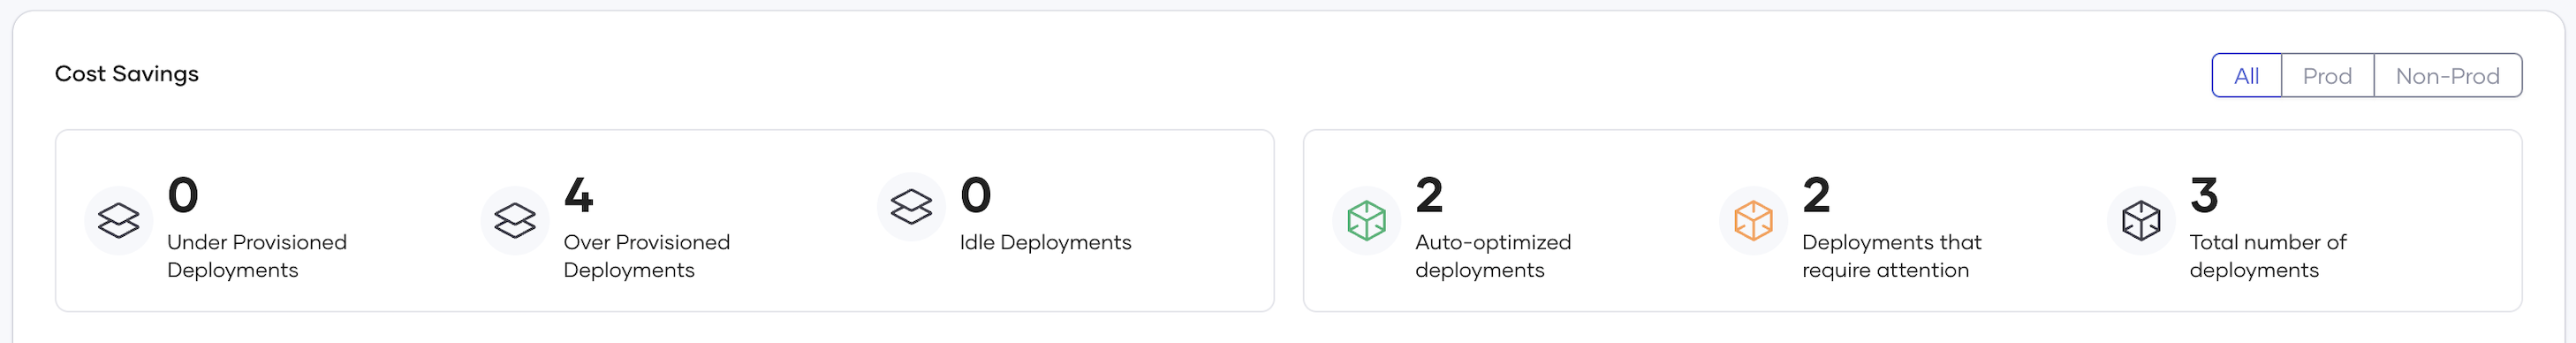 Cost Savings
All
Prod
Non-Prod
0
Under Provisioned
Deployments
4
Over Provisioned
Deployments
0
Idle Deployments
2
Auto-optimized
deployments
2
Deployments that
require attention
3
Total number of
deployments